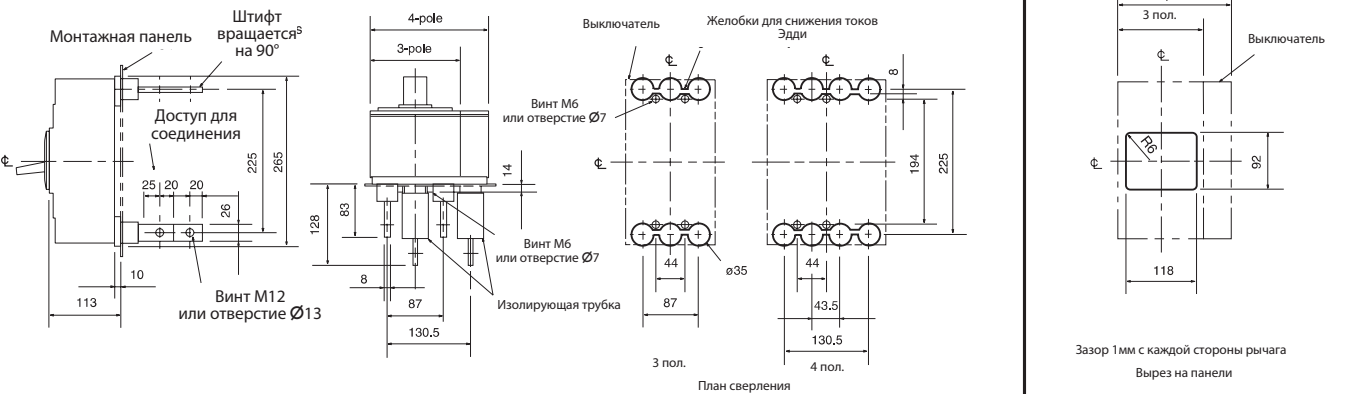 Монтажная панель
Штифт
вращается s
на 90°
Доступ для
соединения
25
20
20
225
265
26
10
113
Винт М12
или отверстие Ø13
4-pole
3-pole
128
83
14
8
87
130.5
Винт М6
или отверстие Ø7
Винт М6
или отверстие Ø7
Изолирующая трубка
Выключатель
Желобки для снижения токов
Эдди
8
194
225
44
87
ø35
44
43.5
130.5
3 пол.
4 пол.
План сверления
3 пол.
Выключатель
R6
92
118
Зазор 1мм с каждой стороны рычага
Вырез на панели